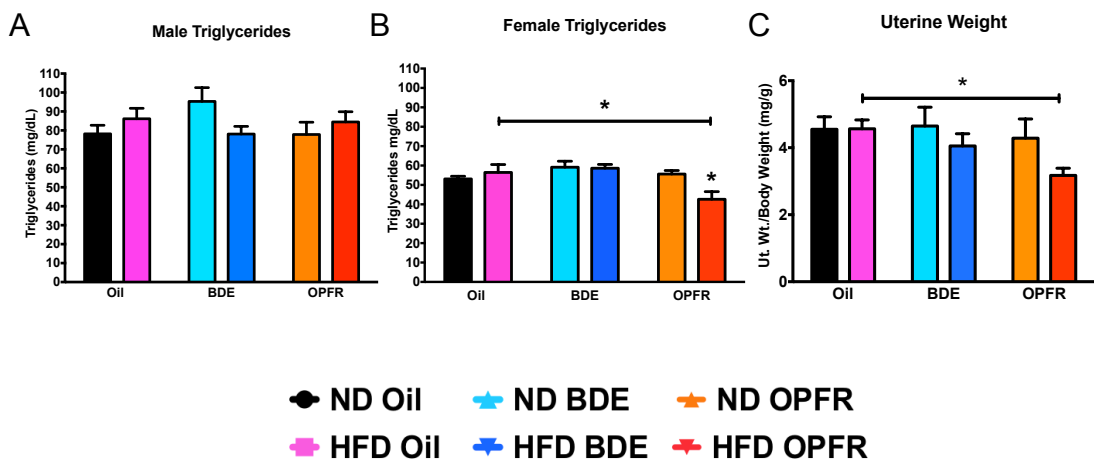 A
Male Triglycerides
Triglycerides (mg/dL)
110
100
90
80
70
60
50
40
30
20
10
0
Oil BDE OPFR
B
Female Triglycerides
Triglycerides mg/dL
110
100
90
80
70
60
50
40
30
20
10
0
*
*
Oil BDE OPFR
C
Uterine Weight
Ut. Wt./Body Weight (mg/g)
6
4
2
0
*
Oil BDE OPFR
ND Oil ND BDE ND OPFR
HFD Oil HFD BDE HFD OPFR